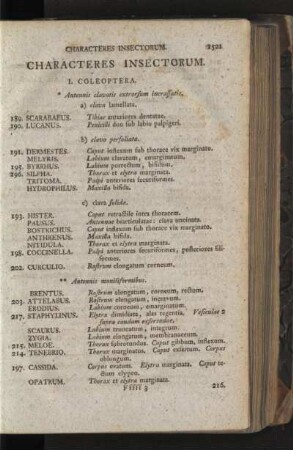 CHARACTERES INSECTORUM. 1521
CHARACTERES INSECTORUM.
I. COLEOPTERA.
* Antennis clavatis extrorsum incrassatis.
a) clava lamellata.
189. SCARABAEUS. Tibiae anteriores dentatae.
190. LUCANUS. Penicilli duo sub labio palpigeri.
b) clava perfoliata.
191. DERMESTES. Caput inflexum sub thorace vix marginato.
MELYRIS. Labium clavatum, emarginatum.
195. BYRRHUS. Labium porrectum, bifidum.
196. SILPHA. Thorax et elytra marginata.
TRITOMA. Palpi anteriores securiformes.
HYDROPHILUS. Maxilla bifida.
c) clava solida.
193. HISTER. Caput retractile intra thoracem.
PAUSUS. Antennae biarticulatae: clava uncinata.
BOSTRICHUS. Caput inflexum sub thorace vix marginato.
ANTHRENUS. Maxilla bifida.
NITIDULA. Thorax et elytra marginata.
198. COCCINELLA. Palpi anteriores securiformes, posteriores fili-
formes.
202. CURCULIO. Rostrum elongatum corneum.
** Antennis moniliformibus.
BRENTUS. Rostrum elongatum, corneum, rectum.
203. ATTELABUS. Rostrum elongatum, incurvum.
ERODIUS. Labium corneum, emarginatum.
217. STAPHYLINUS. Elytra dimidiata, alas tegentia. Vesiculae 2
supra caudam exserendae.
SCAURUS. Labium truncatum, integrum.
ZYGIA. Labium elongatum, membranaceum.
215. MELOE. Thorax subrotundus. Caput gibbum, inflexum.
214. TENEBRIO. Thorax marginatus. Caput exsertum. Corpus
oblongum.
197. CASSIDA. Corpus ovatum. Elytra marginata. Caput te-
ctum clypeo.
OPATRUM. Thorax et elytra marginata.
Fffff 3 216.